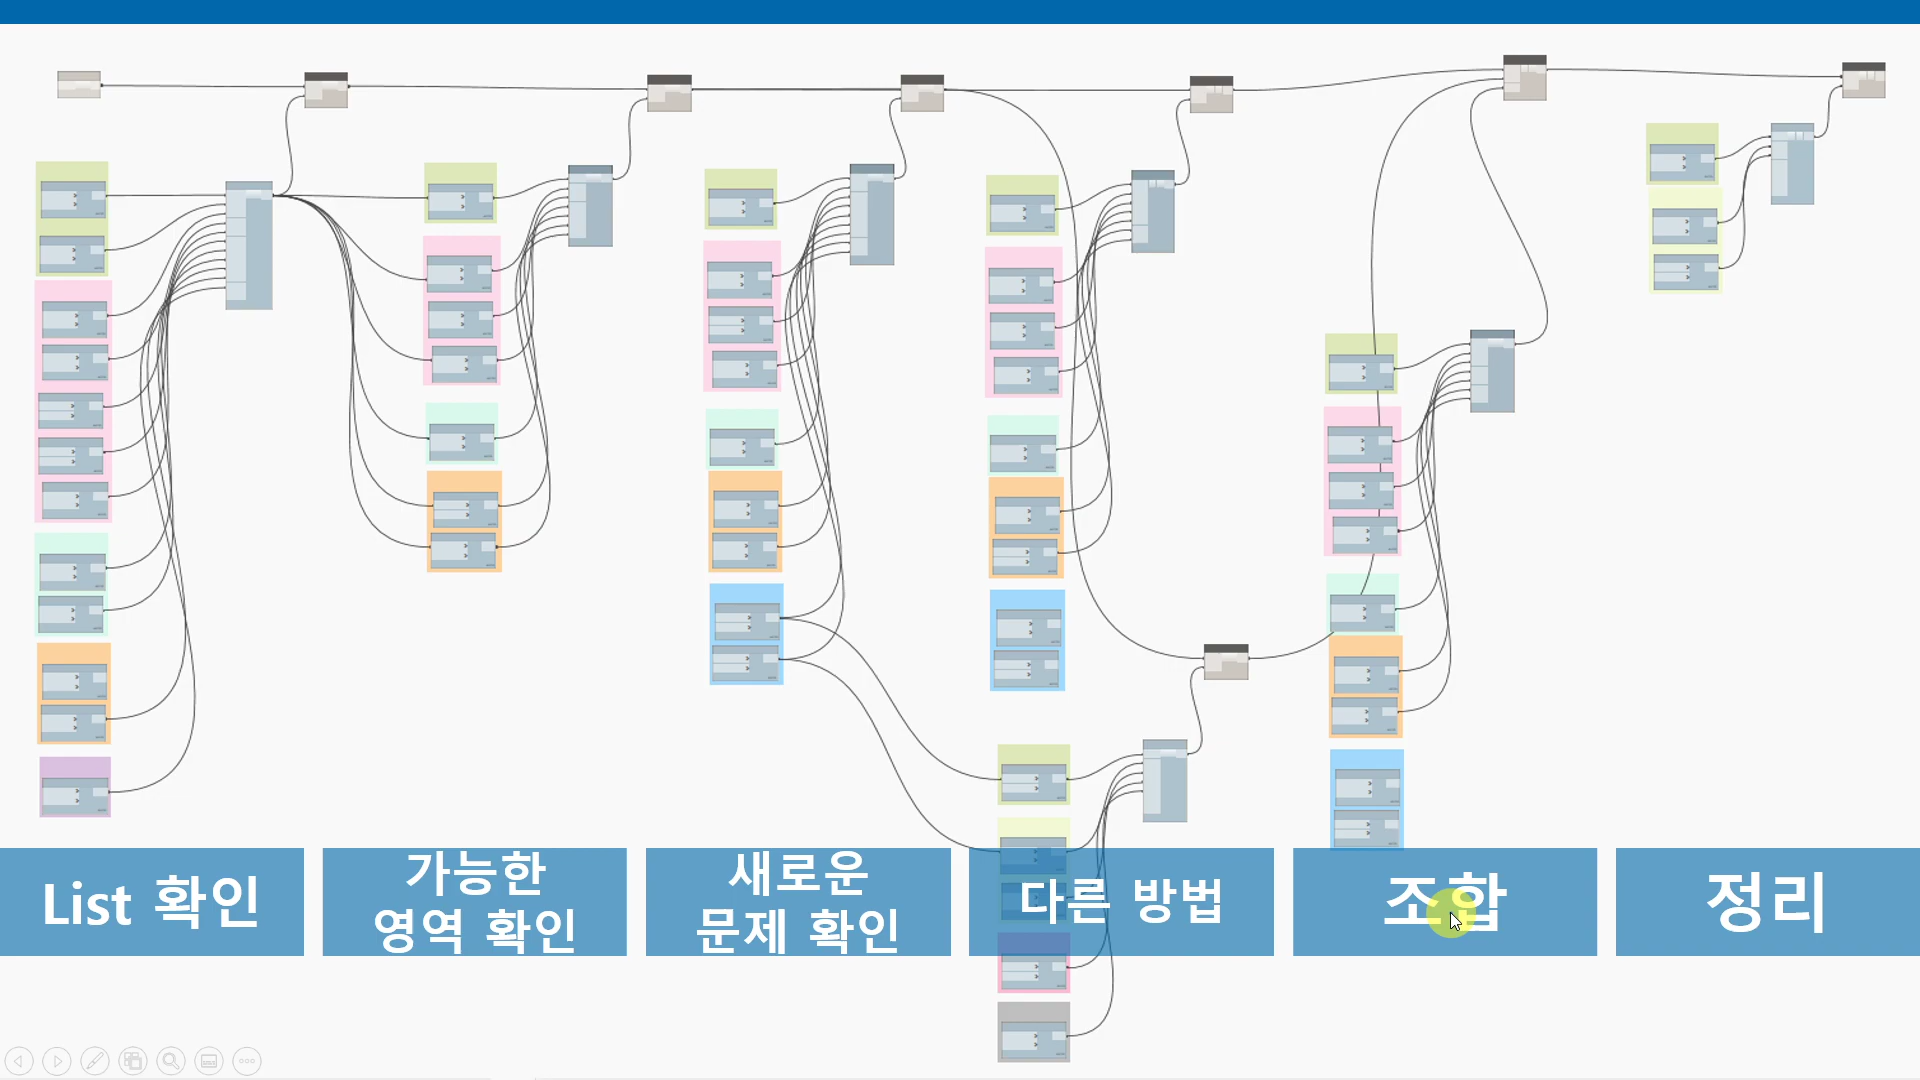 List 확인
가능한
영역 확인
새로운
문제 확인
다른 방법
조합
정리